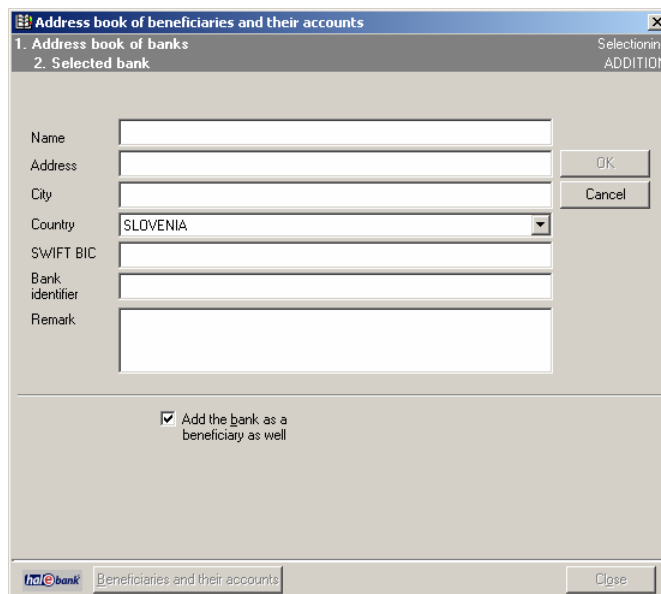 Address book of beneficiaries and their accounts
1. Address book of banks
Selectionin
2. Selected bank
ADDITION
Name
Address
OK
City
Cancel
Country
SLOVENIA
SWIFT BIC
Bank
identifier
Remark
Add the bank as a
beneficiary as well
hal e bank
Beneficiaries and their accounts
Close